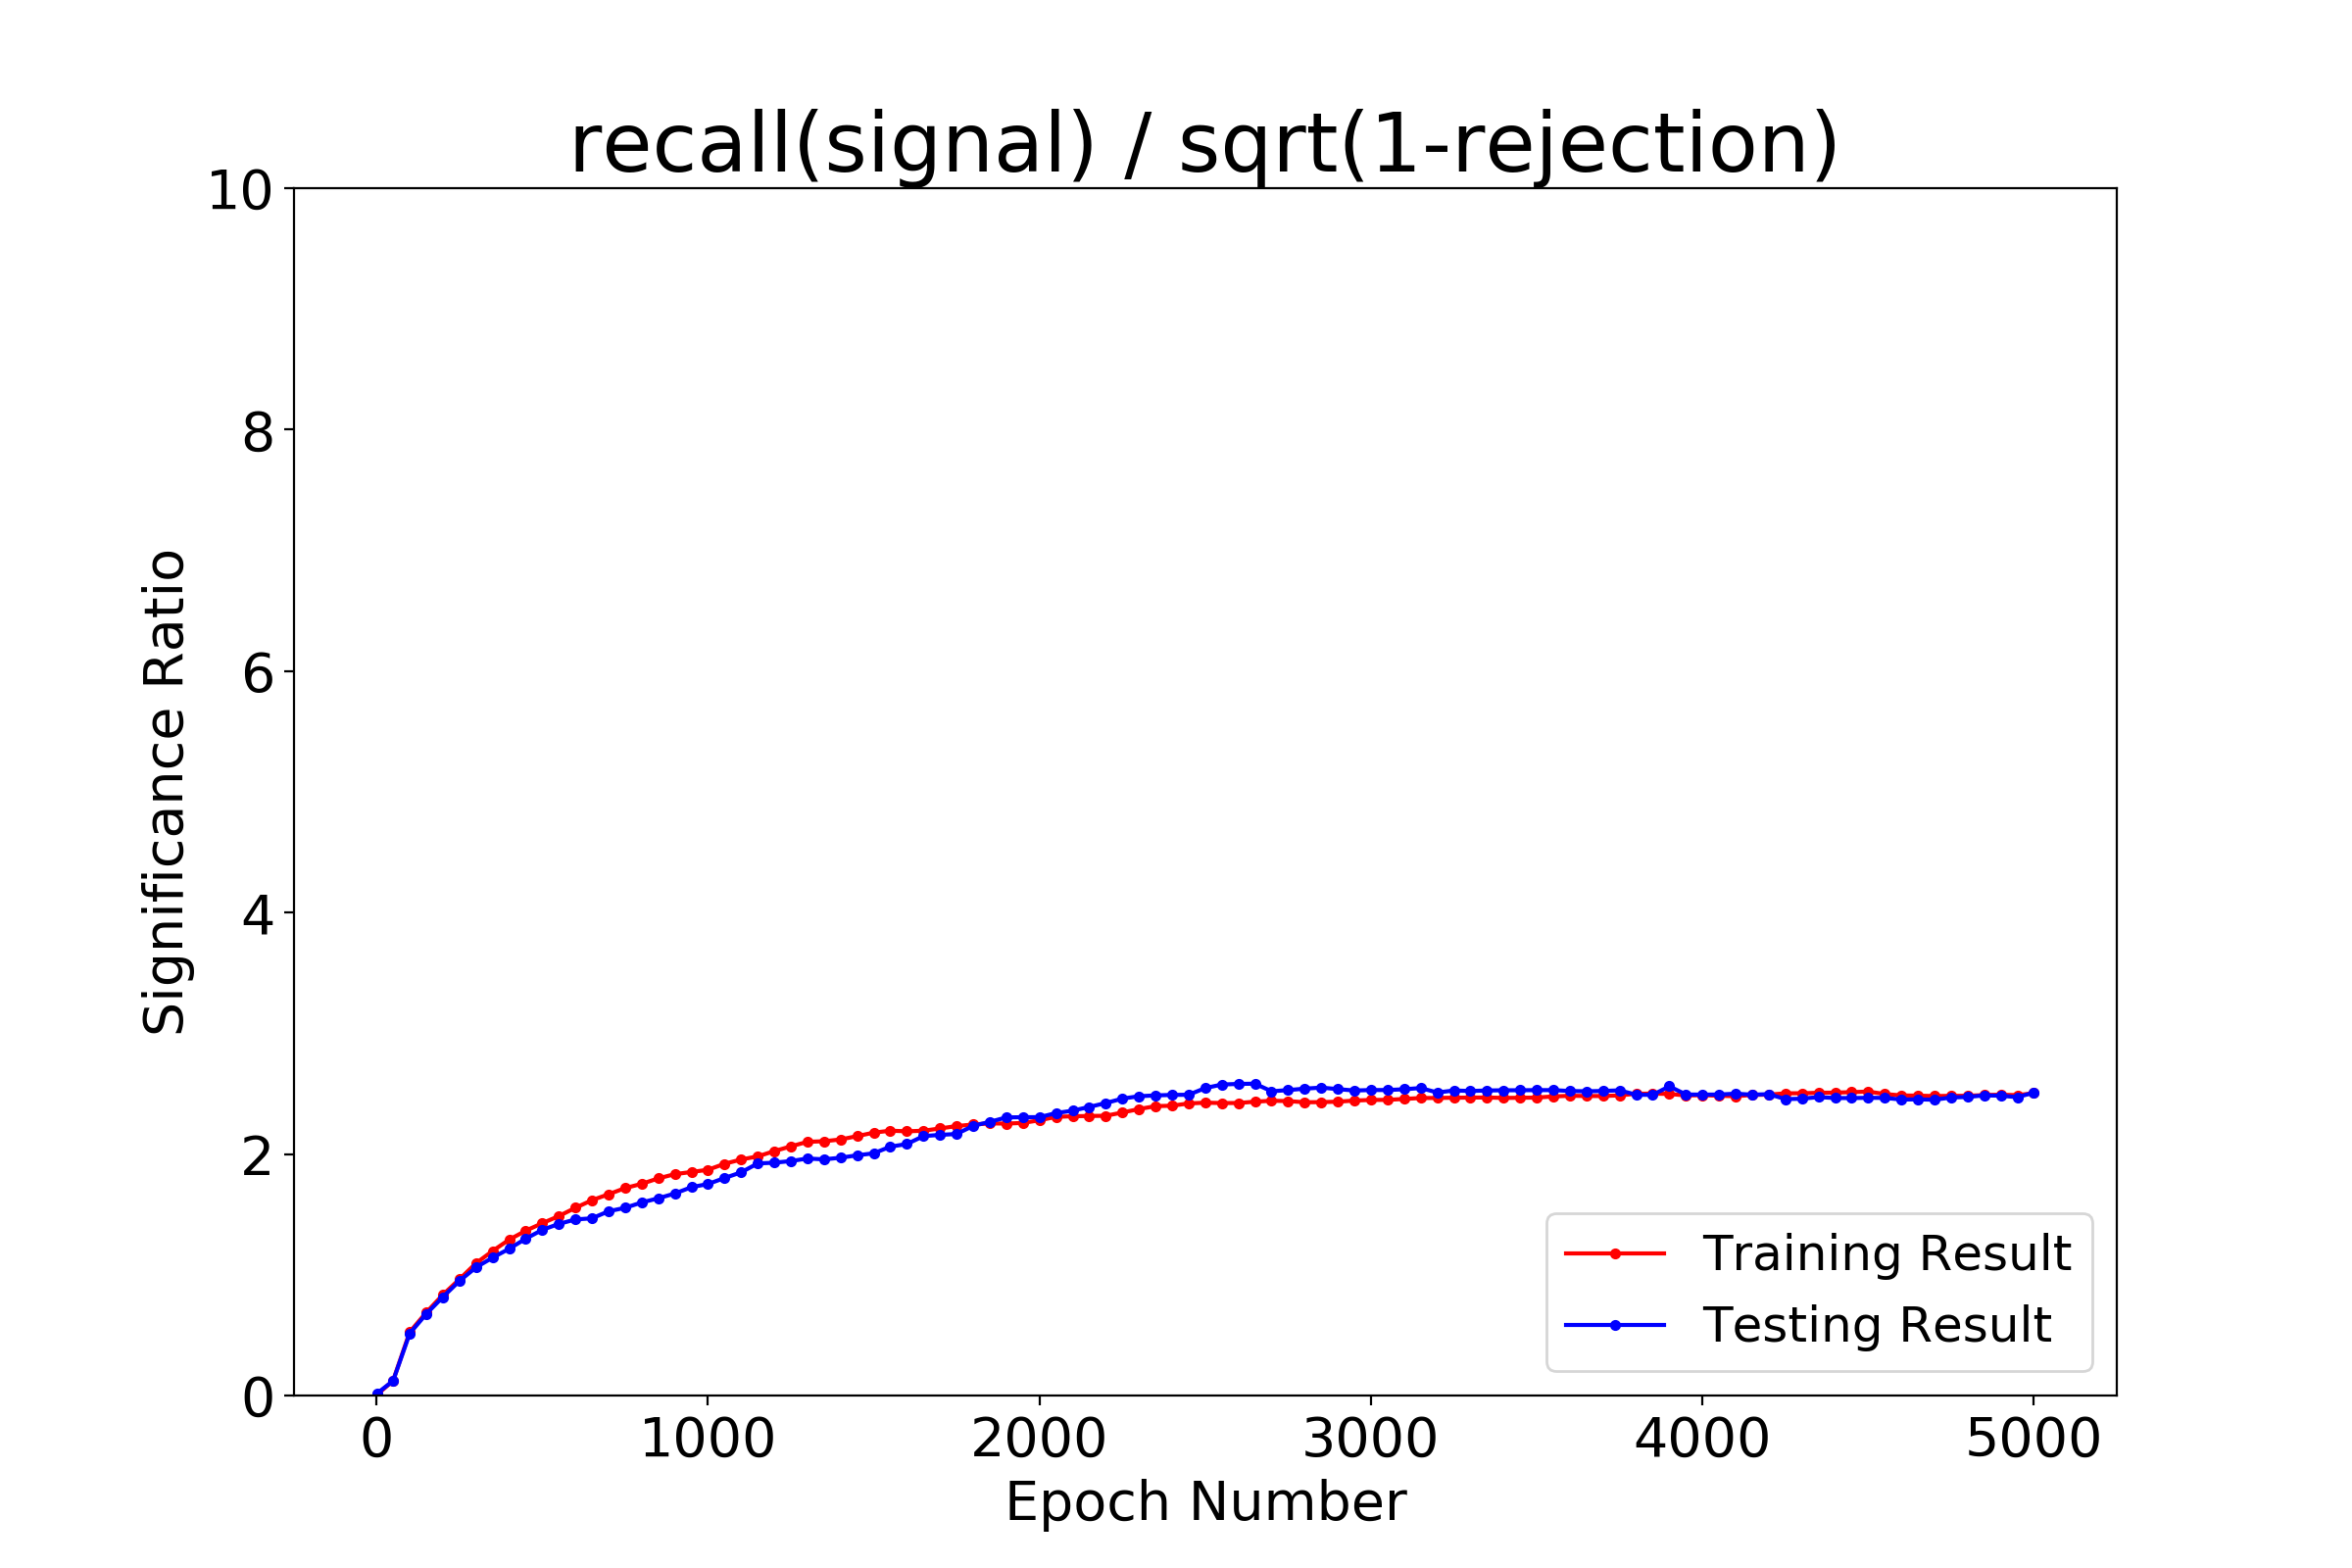 recall(signal) / sqrt(1-rejection)
10
8
6
4
2
0
Significance Ratio
Training Result
Testing Result
0 1000 2000 3000 4000 5000
Epoch Number